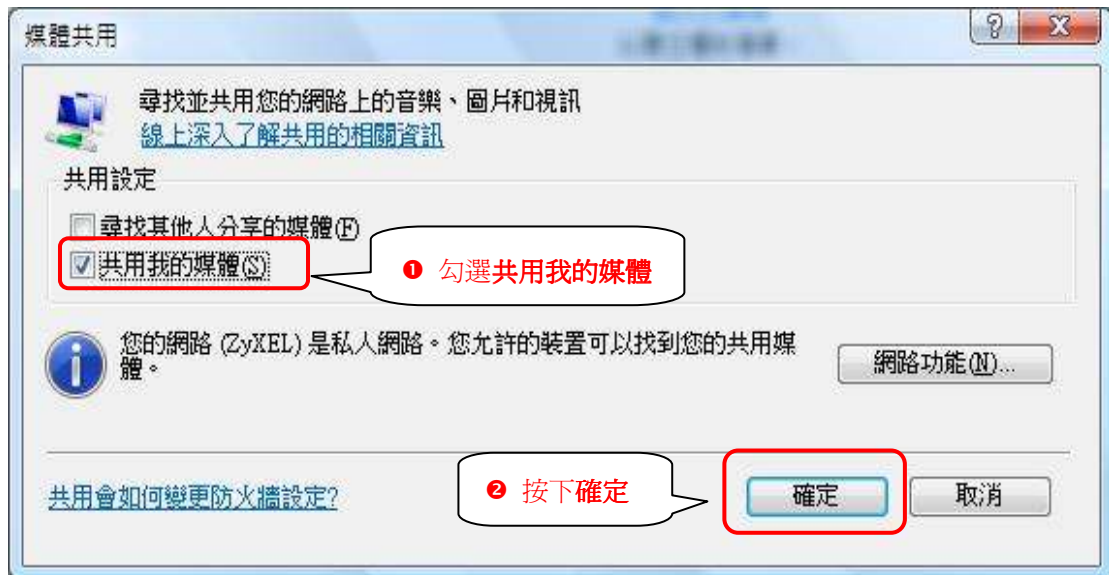 媒體共用
尋找並共用您的網路上的音樂、圖片和視訊
線上深入了解共用的相關資訊
共用設定
尋找其他人分享的媒體(F)
共用我的媒體(S)
❶ 勾選共用我的媒體
您的網路 (ZyXEL) 是私人網路。您允許的裝置可以找到您的共用媒
體。
網路功能(N)...
共用會如何變更防火牆設定?
❷ 按下確定
確定
取消